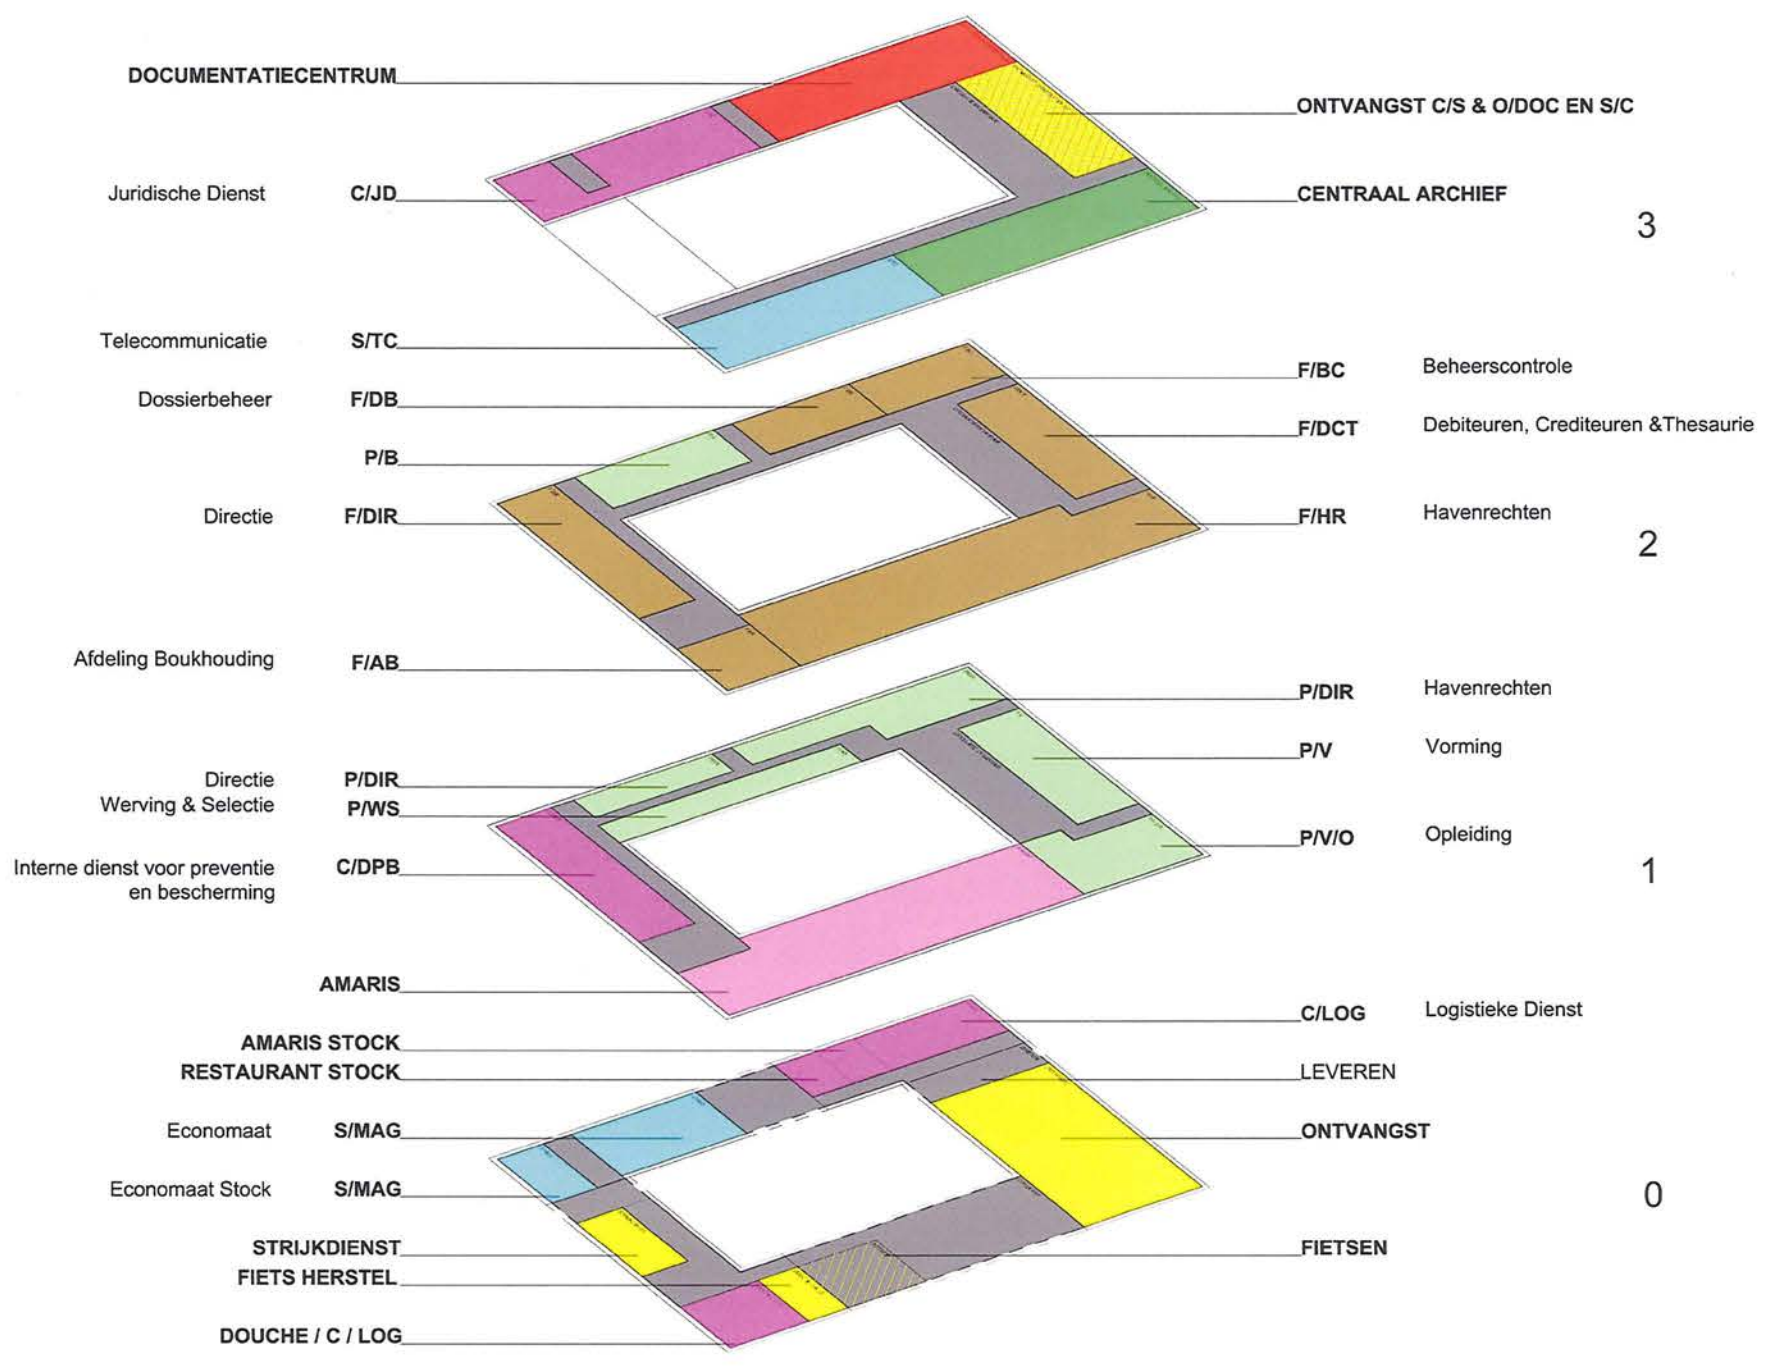 DOCUMENTATIECENTRUM
ONTVANGST C/S & O/DOC EN S/C
Juridische Dienst C/JD
CENTRAAL ARCHIEF
3
Telecommunicatie S/TC
F/BC Beheerscontrole
Dossierbeheer F/DB
F/DCT Debiteuren, Crediteuren &Thesaurie
P/B
Directie F/DIR
F/HR Havenrechten
2
Afdeling Boukhouding F/AB
P/DIR Havenrechten
P/V Vorming
Directie P/DIR
Werving & Selectie P/WS
P/V/O Opleiding
Interne dienst voor preventie C/DPB
en bescherming
1
AMARIS
C/LOG Logistieke Dienst
AMARIS STOCK
RESTAURANT STOCK
LEVEREN
Economaat S/MAG
ONTVANGST
Economaat Stock S/MAG
0
STRIJKDIENST
FIETSEN
FIETS HERSTEL
DOUCHE / C / LOG